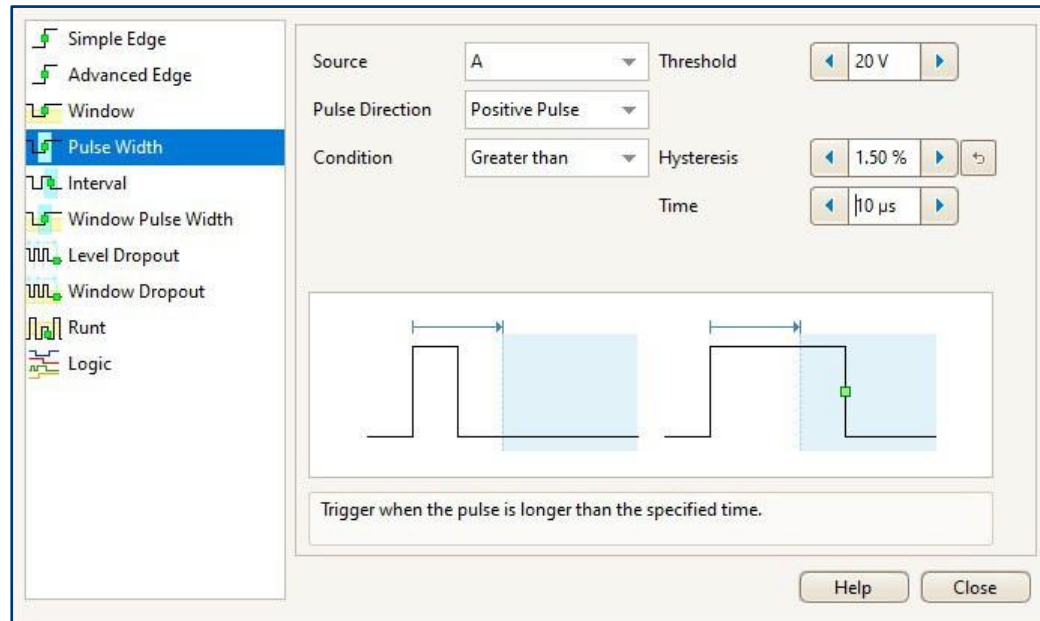 Simple Edge
Advanced Edge
Window
Pulse Width
Interval
Window Pulse Width
Level Dropout
Window Dropout
Runt
Logic
Source A Threshold 20 V
Pulse Direction Positive Pulse
Condition Greater than Hysteresis 1.50 %
Time 10 µs
Trigger when the pulse is longer than the specified time.
Help Close